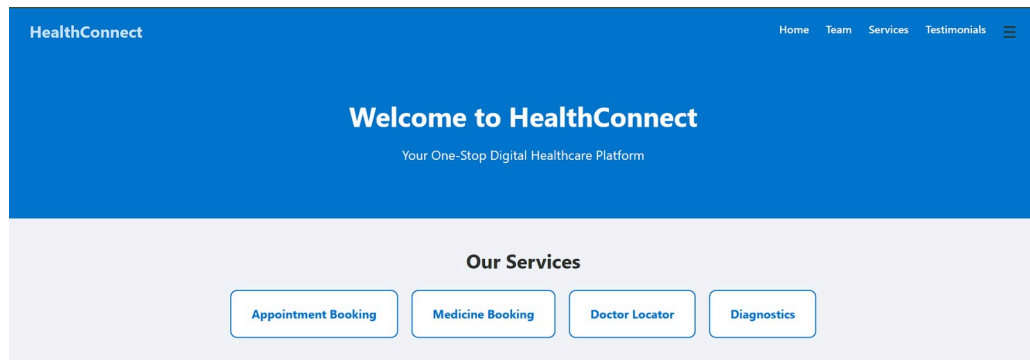 HealthConnect
Home Team Services Testimonials ☰
Welcome to HealthConnect
Your One-Stop Digital Healthcare Platform
Our Services
Appointment Booking Medicine Booking Doctor Locator Diagnostics